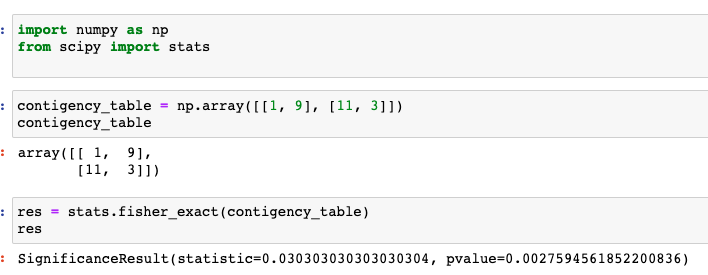 import numpy as np
from scipy import stats
contigency_table = np.array([[1, 9], [11, 3]])
contigency_table
array([[ 1,  9],
       [11,  3]])
res = stats.fisher_exact(contigency_table)
res
SignificanceResult(statistic=0.030303030303030304, pvalue=0.0027594561852200836)